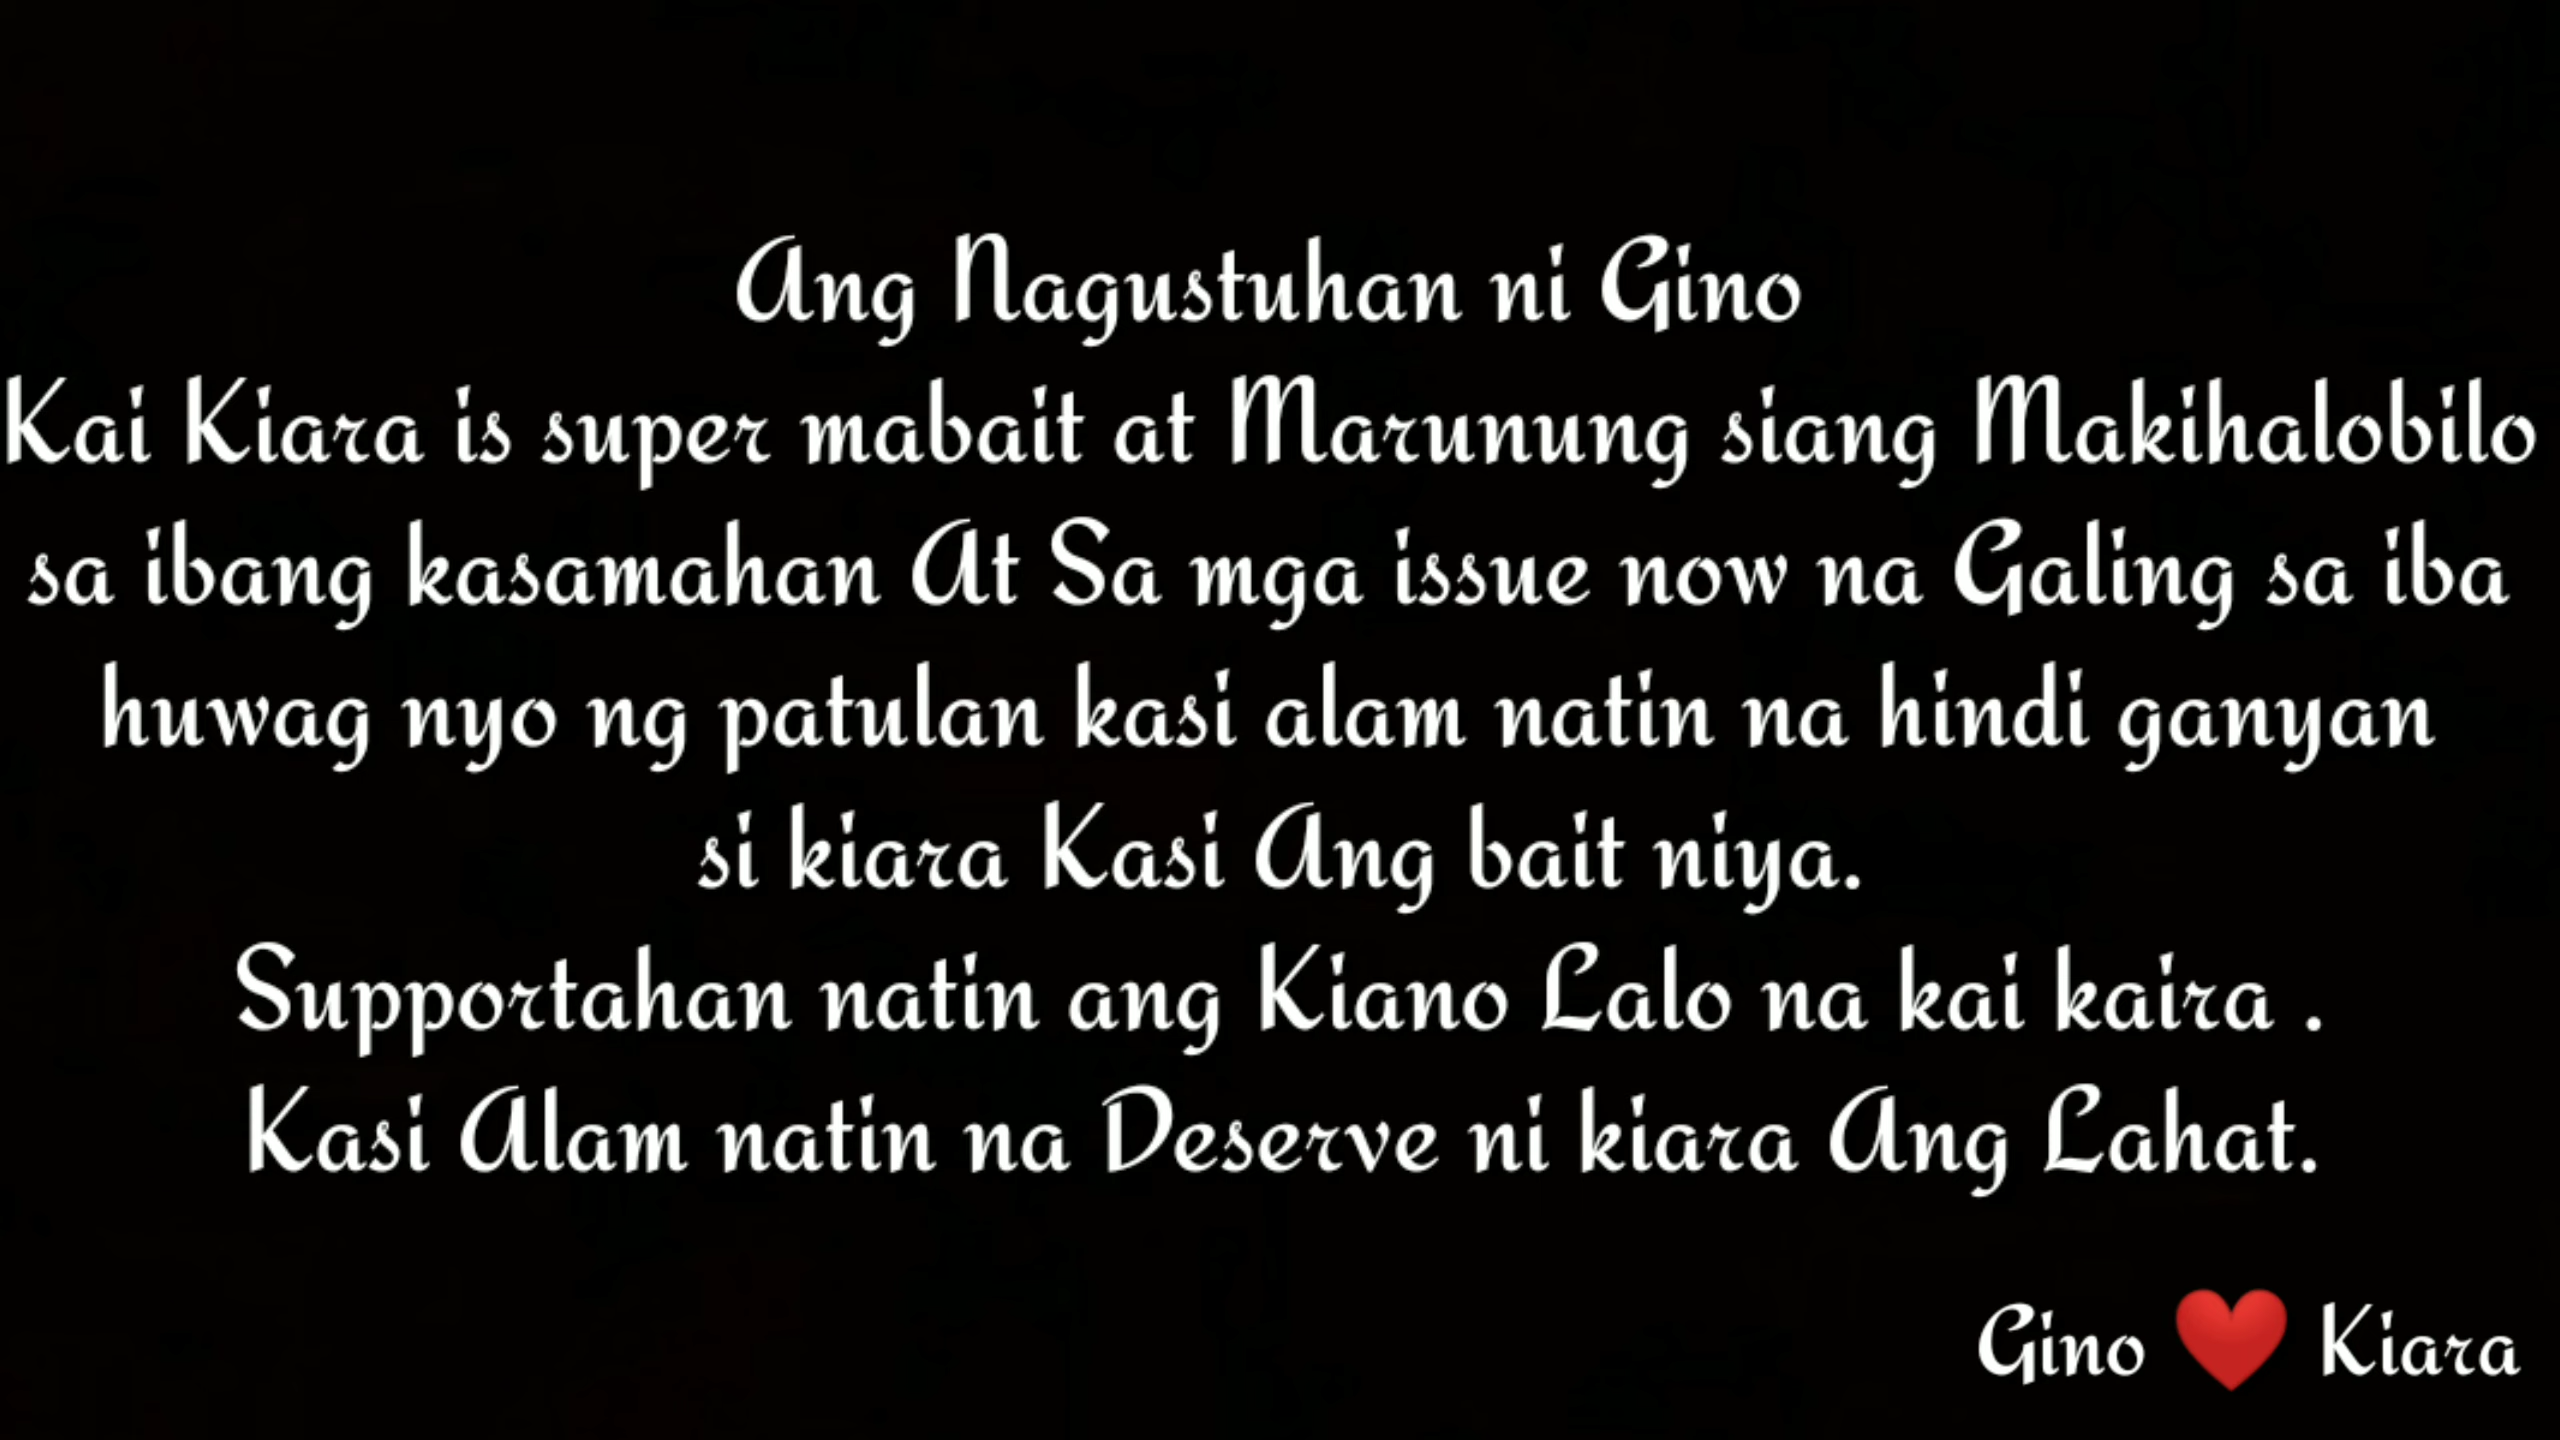 Ang Nagustuhan ni Gino
Kai Kiara is super mabait at Marunung siang Makihalobilo
sa ibang kasamahan At Sa mga issue now na Galing sa iba
huwag nyo ng patulan kasi alam natin na hindi ganyan
si kiara Kasi Ang bait niya.
Supportahan natin ang Kiano Lalo na kai kaira .
Kasi Alam natin na Deserve ni kiara Ang Lahat.
Gino ❤️ Kiara